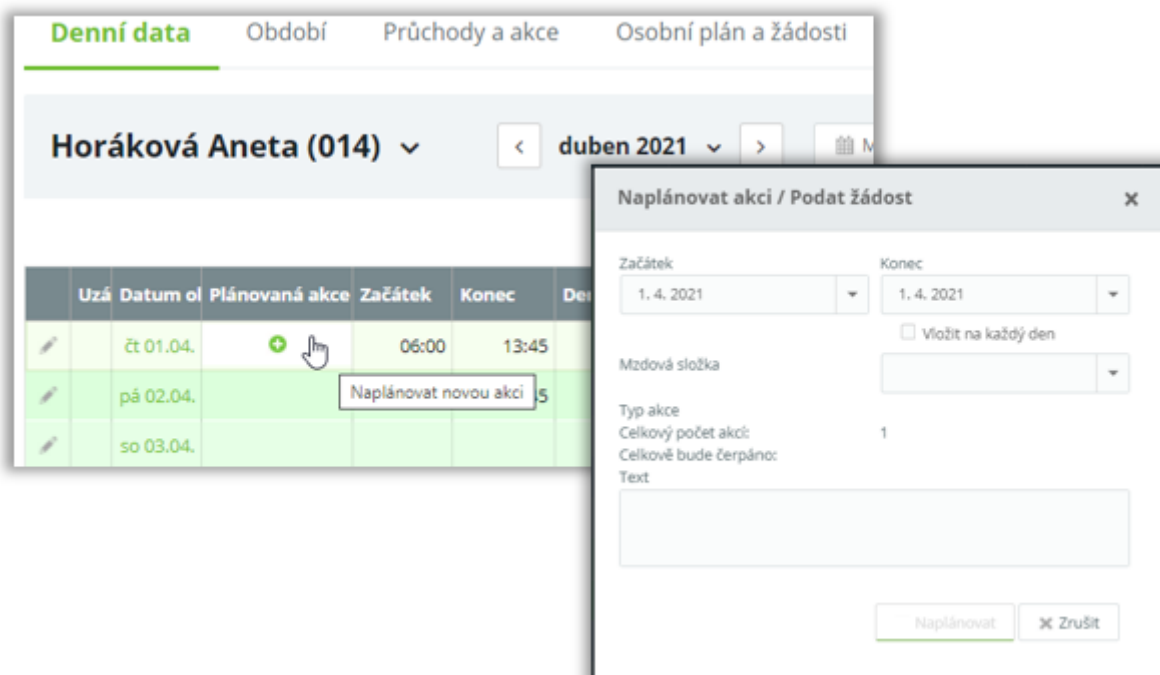 Denní data Období Průchody a akce Osobní plán a žádosti
Horáková Aneta (014) duben 2021
Uzá Datum ol Plánovaná akce Začátek Konec
čt 01.04. 06:00 13:45
Naplánovat novou akci
pá 02.04.
so 03.04.
Naplánovat akci / Podat žádost
Začátek Konec
1. 4. 2021 1. 4. 2021
Vložit na každý den
Mzdová složka
Typ akce
Celkový počet akcí: 1
Celkově bude čerpáno:
Text
Naplánovat Zrušit